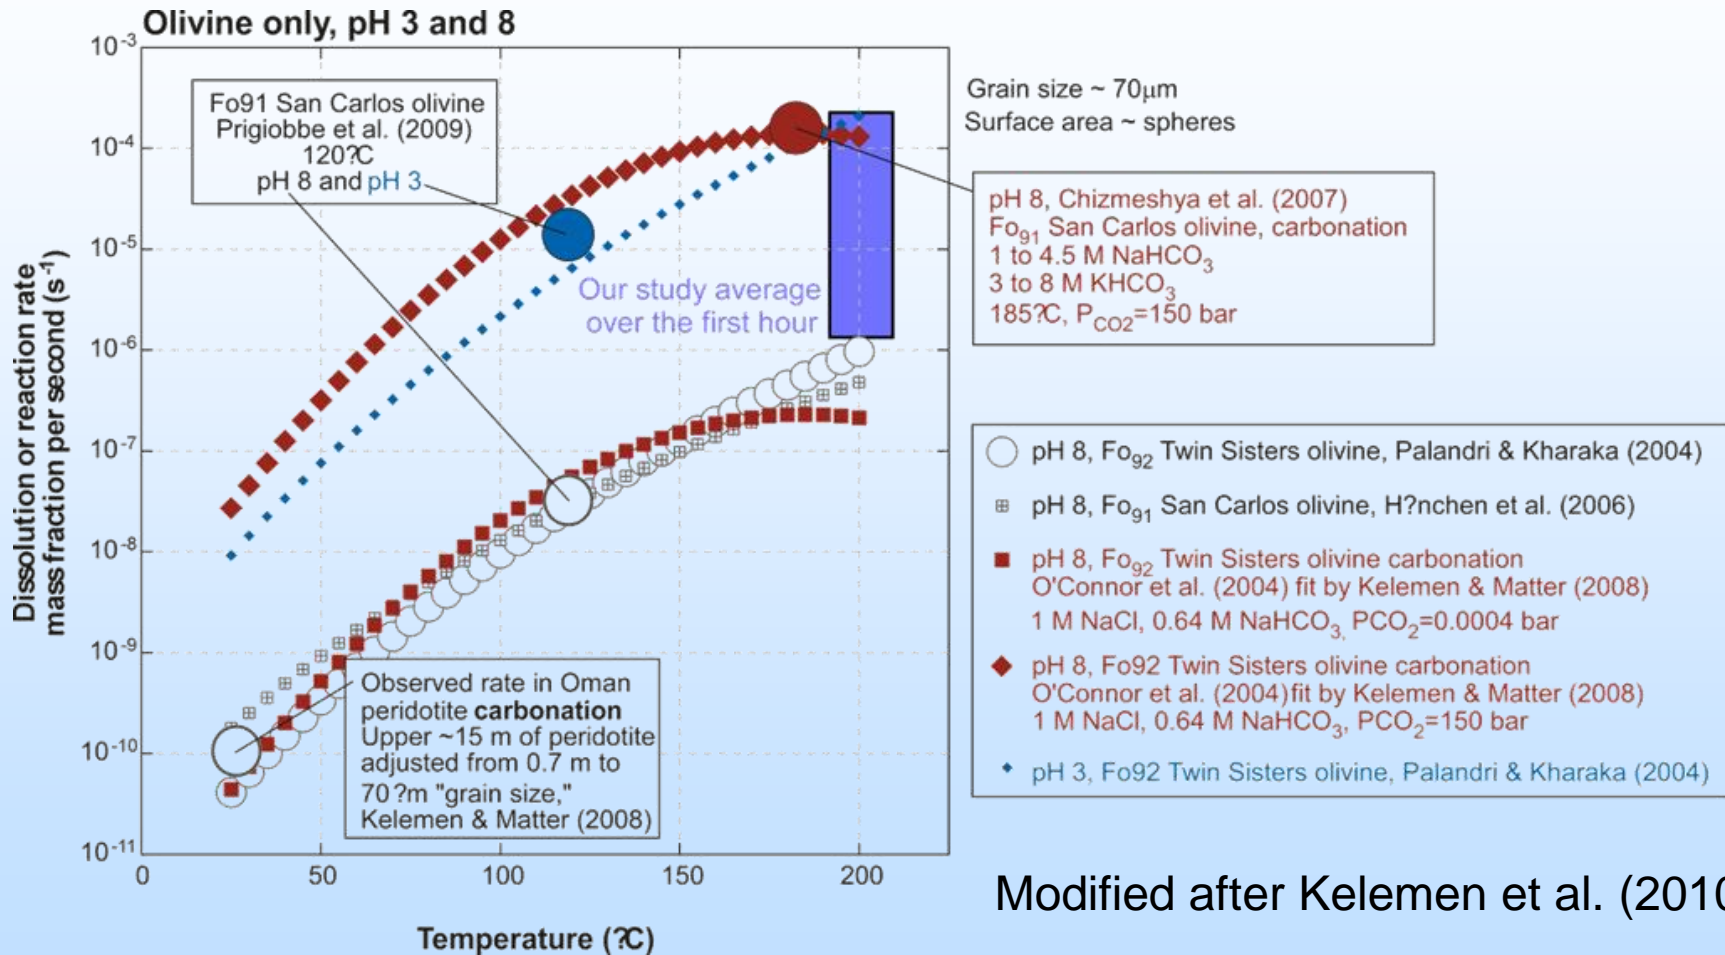 Olivine only, pH 3 and 8
10-3
10-4
10-5
10-6
10-7
10-8
10-9
10-10
10-11
Dissolution or reaction rate
mass fraction per second (s-1)
Fo91 San Carlos olivine
Prigiobbe et al. (2009)
120?C
pH 8 and pH 3
Our study average
over the first hour
Observed rate in Oman
peridotite carbonation
Upper ~15 m of peridotite
adjusted from 0.7 m to
70 ?m "grain size,"
Kelemen & Matter (2008)
0 50 100 150 200
Temperature (?C)
Grain size ~ 70μm
Surface area ~ spheres
pH 8, Chizmeshya et al. (2007)
Fo91 San Carlos olivine, carbonation
1 to 4.5 M NaHCO3
3 to 8 M KHCO3
185?C, PCO2=150 bar
pH 8, Fo92 Twin Sisters olivine, Palandri & Kharaka (2004)
pH 8, Fo91 San Carlos olivine, H?nchen et al. (2006)
pH 8, Fo92 Twin Sisters olivine carbonation
O'Connor et al. (2004) fit by Kelemen & Matter (2008)
1 M NaCl, 0.64 M NaHCO3, PCO2=0.0004 bar
pH 8, Fo92 Twin Sisters olivine carbonation
O'Connor et al. (2004)fit by Kelemen & Matter (2008)
1 M NaCl, 0.64 M NaHCO3, PCO2=150 bar
pH 3, Fo92 Twin Sisters olivine, Palandri & Kharaka (2004)
Modified after Kelemen et al. (2010